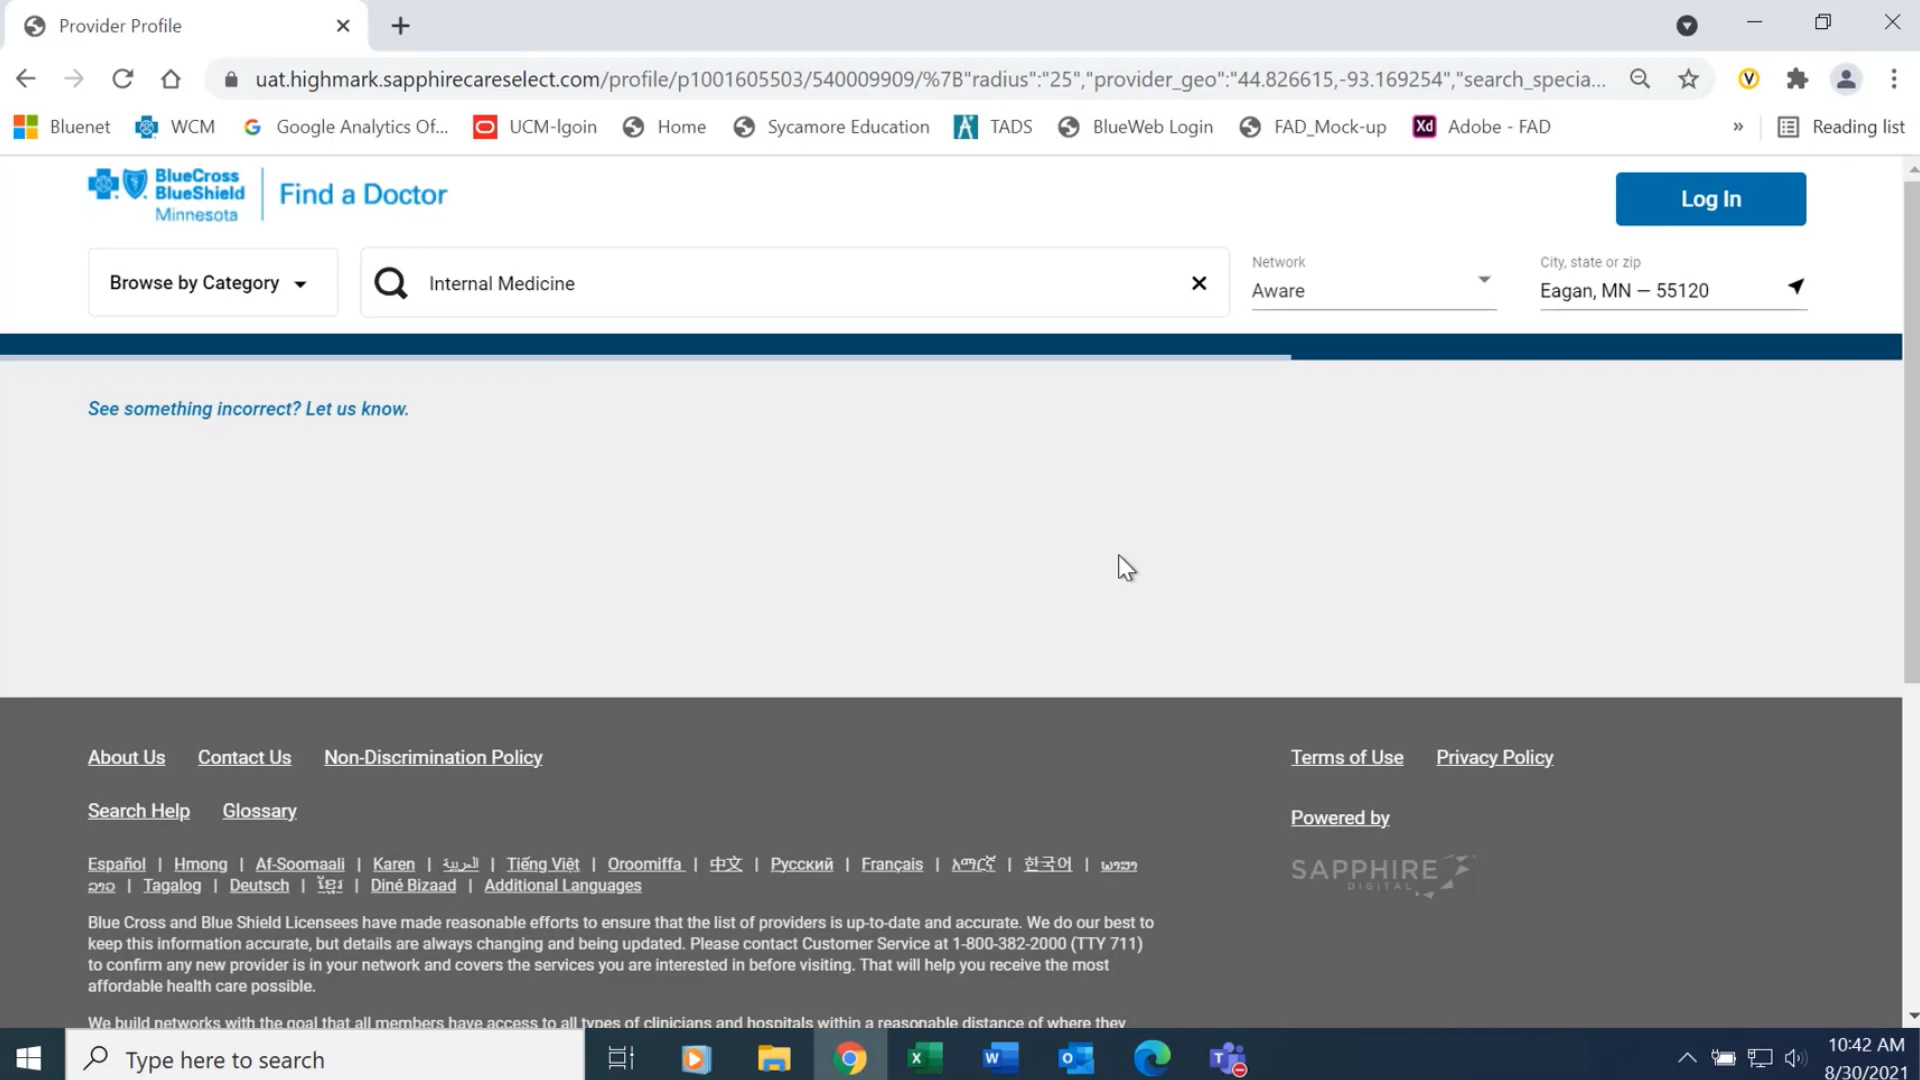 Provider Profile
uat.highmark.sapphirecareselect.com/profile/p1001605503/540009909/%7B"radius":"25","provider_geo":"44.826615,-93.169254","search_specia...
Bluenet WCM Google Analytics Of... UCM-lgoin Home Sycamore Education TADS BlueWeb Login FAD_Mock-up Xd Adobe - FAD » Reading list
BlueCross
BlueShield
Minnesota
Find a Doctor
Log In
Browse by Category
Internal Medicine
Network
Aware
City, state or zip
Eagan, MN — 55120
See something incorrect? Let us know.
About Us Contact Us Non-Discrimination Policy
Terms of Use Privacy Policy
Search Help Glossary
Powered by
SAPPHIRE
DIGITAL
Español | Hmong | Af-Soomaali | Karen | العربية | Tiếng Việt | Oroomiffa | 中文 | Русский | Français | አማርኛ | 한국어 | ພາສາ
ລາວ | Tagalog | Deutsch | ខ្មែរ | Diné Bizaad | Additional Languages
Blue Cross and Blue Shield Licensees have made reasonable efforts to ensure that the list of providers is up-to-date and accurate. We do our best to
keep this information accurate, but details are always changing and being updated. Please contact Customer Service at 1-800-382-2000 (TTY 711)
to confirm any new provider is in your network and covers the services you are interested in before visiting. That will help you receive the most
affordable health care possible.
We build networks with the goal that all members have access to all types of clinicians and hospitals within a reasonable distance of where they
Type here to search
10:42 AM
8/30/2021